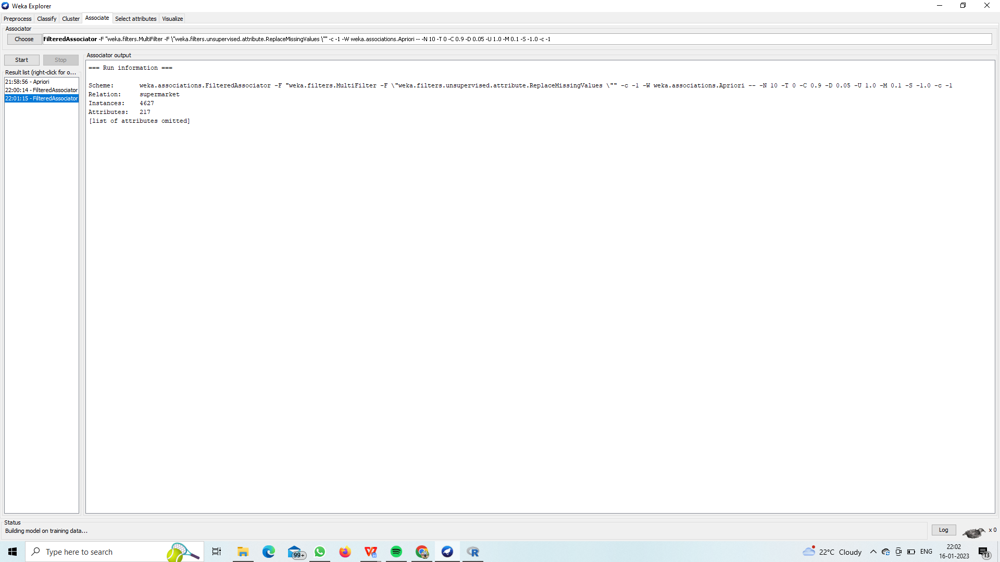 Weka Explorer
Preprocess Classify Cluster Associate Select attributes Visualize
Associator
Choose FilteredAssociator -F "weka.filters.MultiFilter -F \"weka.filters.unsupervised.attribute.ReplaceMissingValues \"" -c -1 -W weka.associations.Apriori -- -N 10 -T 0 -C 0.9 -D 0.05 -U 1.0 -M 0.1 -S -1.0 -c -1
Start Stop
Result list (right-click for o...
21:58:56 - Apriori
22:00:14 - FilteredAssociator
22:01:15 - FilteredAssociator
Associator output
=== Run information ===
Scheme: weka.associations.FilteredAssociator -F "weka.filters.MultiFilter -F \"weka.filters.unsupervised.attribute.ReplaceMissingValues \"" -c -1 -W weka.associations.Apriori -- -N 10 -T 0 -C 0.9 -D 0.05 -U 1.0 -M 0.1 -S -1.0 -c -1
Relation: supermarket
Instances: 4627
Attributes: 217
[list of attributes omitted]
Status
Building model on training data...
Log x 0
Type here to search 99+ 22°C Cloudy ENG 22:02
16-01-2023 13